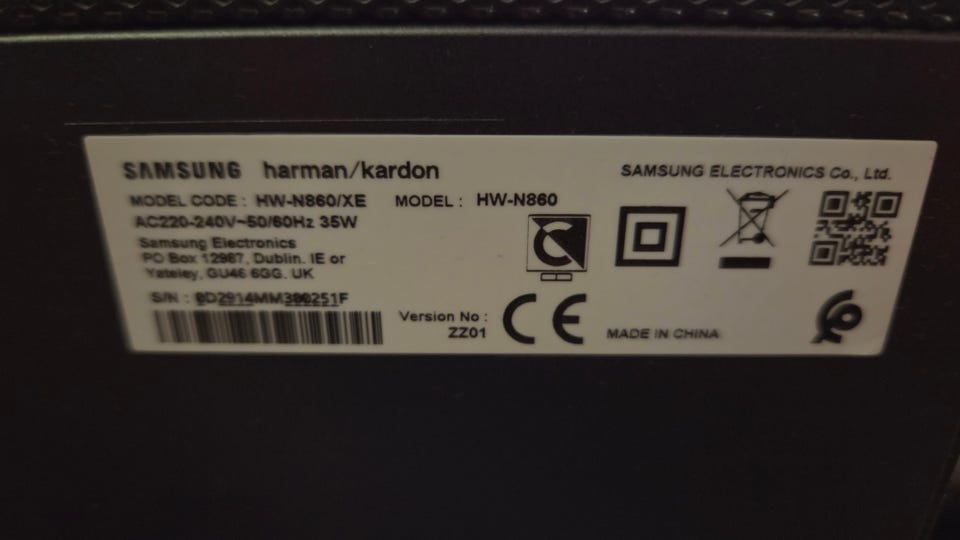 SAMSUNG harman/kardon
SAMSUNG ELECTRONICS Co., Ltd.
MODEL CODE : HW-N860/XE MODEL : HW-N860
AC220-240V~50/60Hz 35W
Samsung Electronics
PO Box 12987, Dublin. IE or
Yateley, GU46 6GG. UK
S/N :
Version No :
ZZ01
CE
MADE IN CHINA